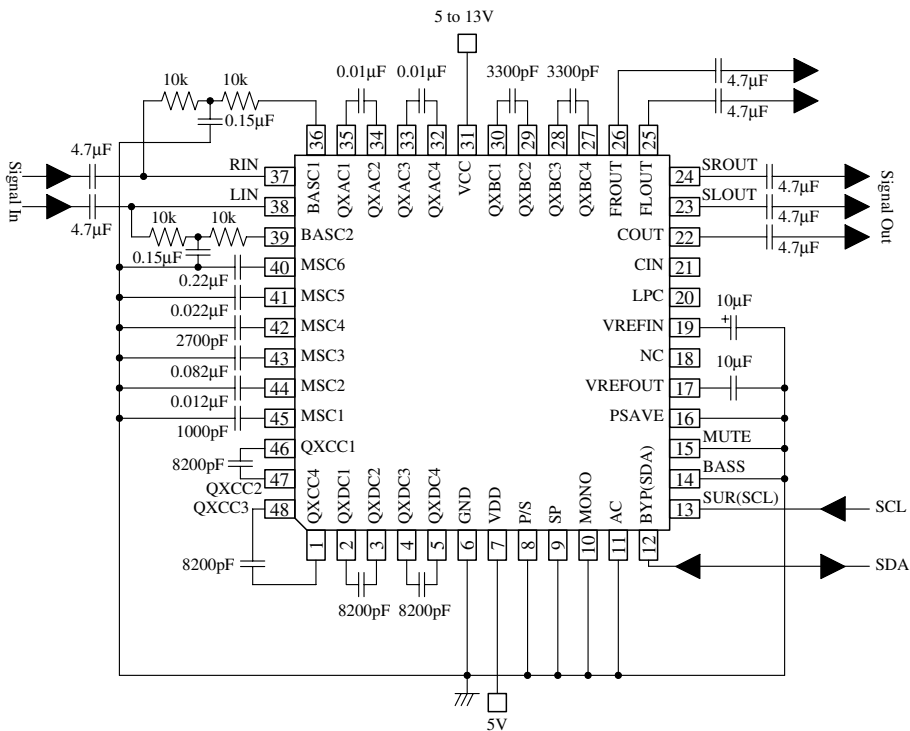 5 to 13V
10k
10k
0.15μF
0.01μF
0.01μF
3300pF
3300pF
4.7μF
4.7μF
36
35
34
33
32
31
30
29
28
27
26
25
BASC1
QXAC1
QXAC2
QXAC3
QXAC4
VCC
QXBC1
QXBC2
QXBC3
QXBC4
FROUT
FLOUT
Signal In
4.7μF
4.7μF
RIN
37
LIN
38
10k
10k
39
BASC2
0.15μF
40
MSC6
0.22μF
41
MSC5
0.022μF
42
MSC4
2700pF
43
MSC3
0.082μF
44
MSC2
0.012μF
45
MSC1
1000pF
46
QXCC1
8200pF
47
QXCC2
QXCC3
48
8200pF
24
SROUT
4.7μF
23
SLOUT
4.7μF
COUT
22
4.7μF
Signal Out
CIN
21
LPC
20
VREFIN
19
10μF
+
NC
18
VREFOUT
17
10μF
PSAVE
16
15
MUTE
14
BASS
13
SUR(SCL)
SCL
SDA
QXCC4
QXDC1
QXDC2
QXDC3
QXDC4
GND
VDD
P/S
SP
MONO
AC
BYP(SDA)
1
2
3
4
5
6
7
8
9
10
11
12
8200pF
8200pF
5V